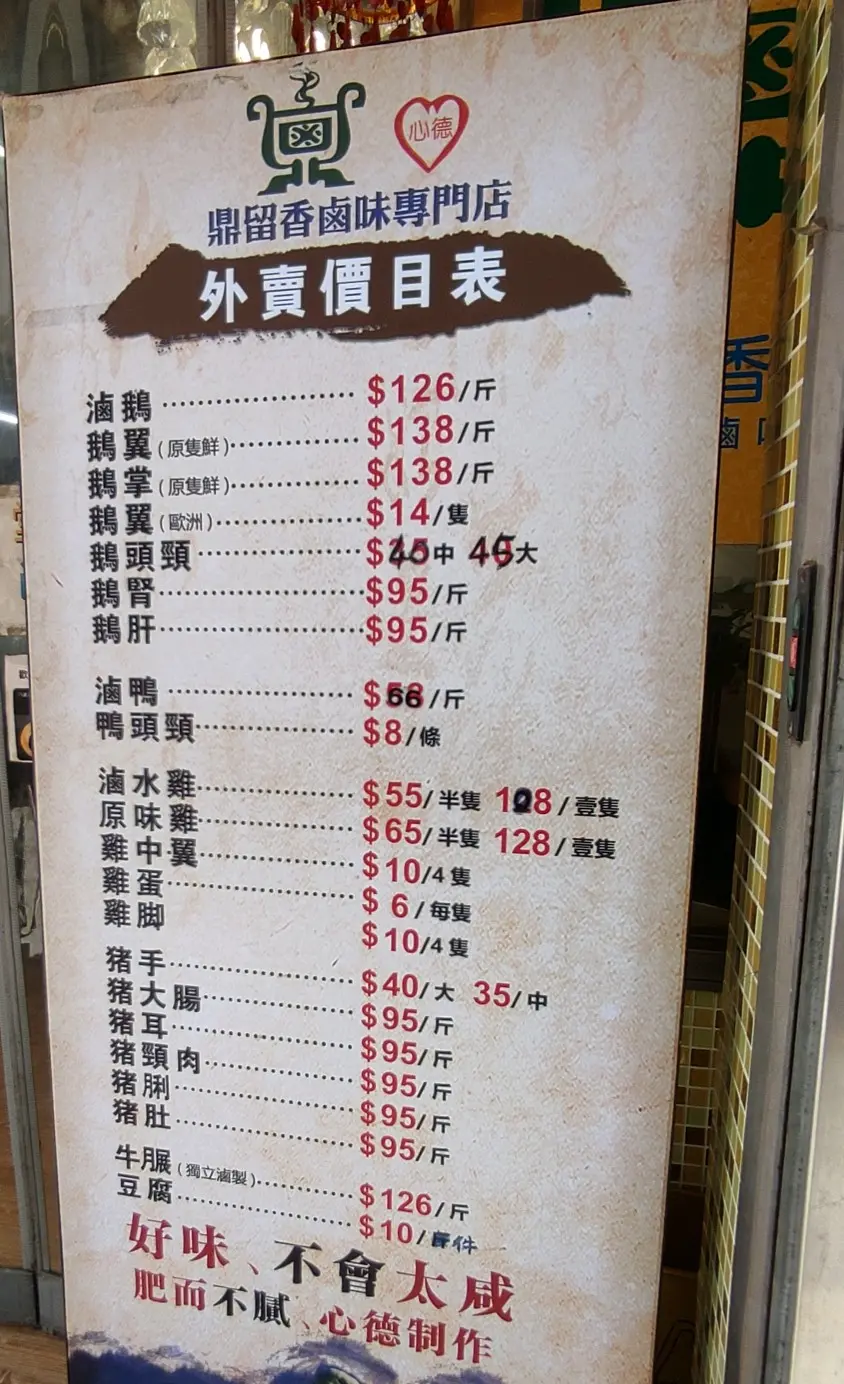 心德
鼎留香鹵味專門店
外賣價目表
滷鵝 $126/斤
鵝翼(原隻鮮) $138/斤
鵝掌(原隻鮮) $138/斤
鵝翼(歐洲) $14/隻
鵝頭頸 $40中 45大
鵝腎 $95/斤
鵝肝 $95/斤
滷鴨 $66/斤
鴨頭頸 $8/條
滷水雞 $55/半隻 108/壹隻
原味雞 $65/半隻 128/壹隻
雞中翼 $10/4隻
雞蛋 $6/每隻
雞脚 $10/4隻
猪手 $40/大 35/中
猪大腸 $95/斤
猪耳 $95/斤
猪頸肉 $95/斤
猪脷 $95/斤
猪肚 $95/斤
牛𦟌(獨立滷製) $126/斤
豆腐 $10/件
好味、不會太咸
肥而不膩、心德制作
香
鹵